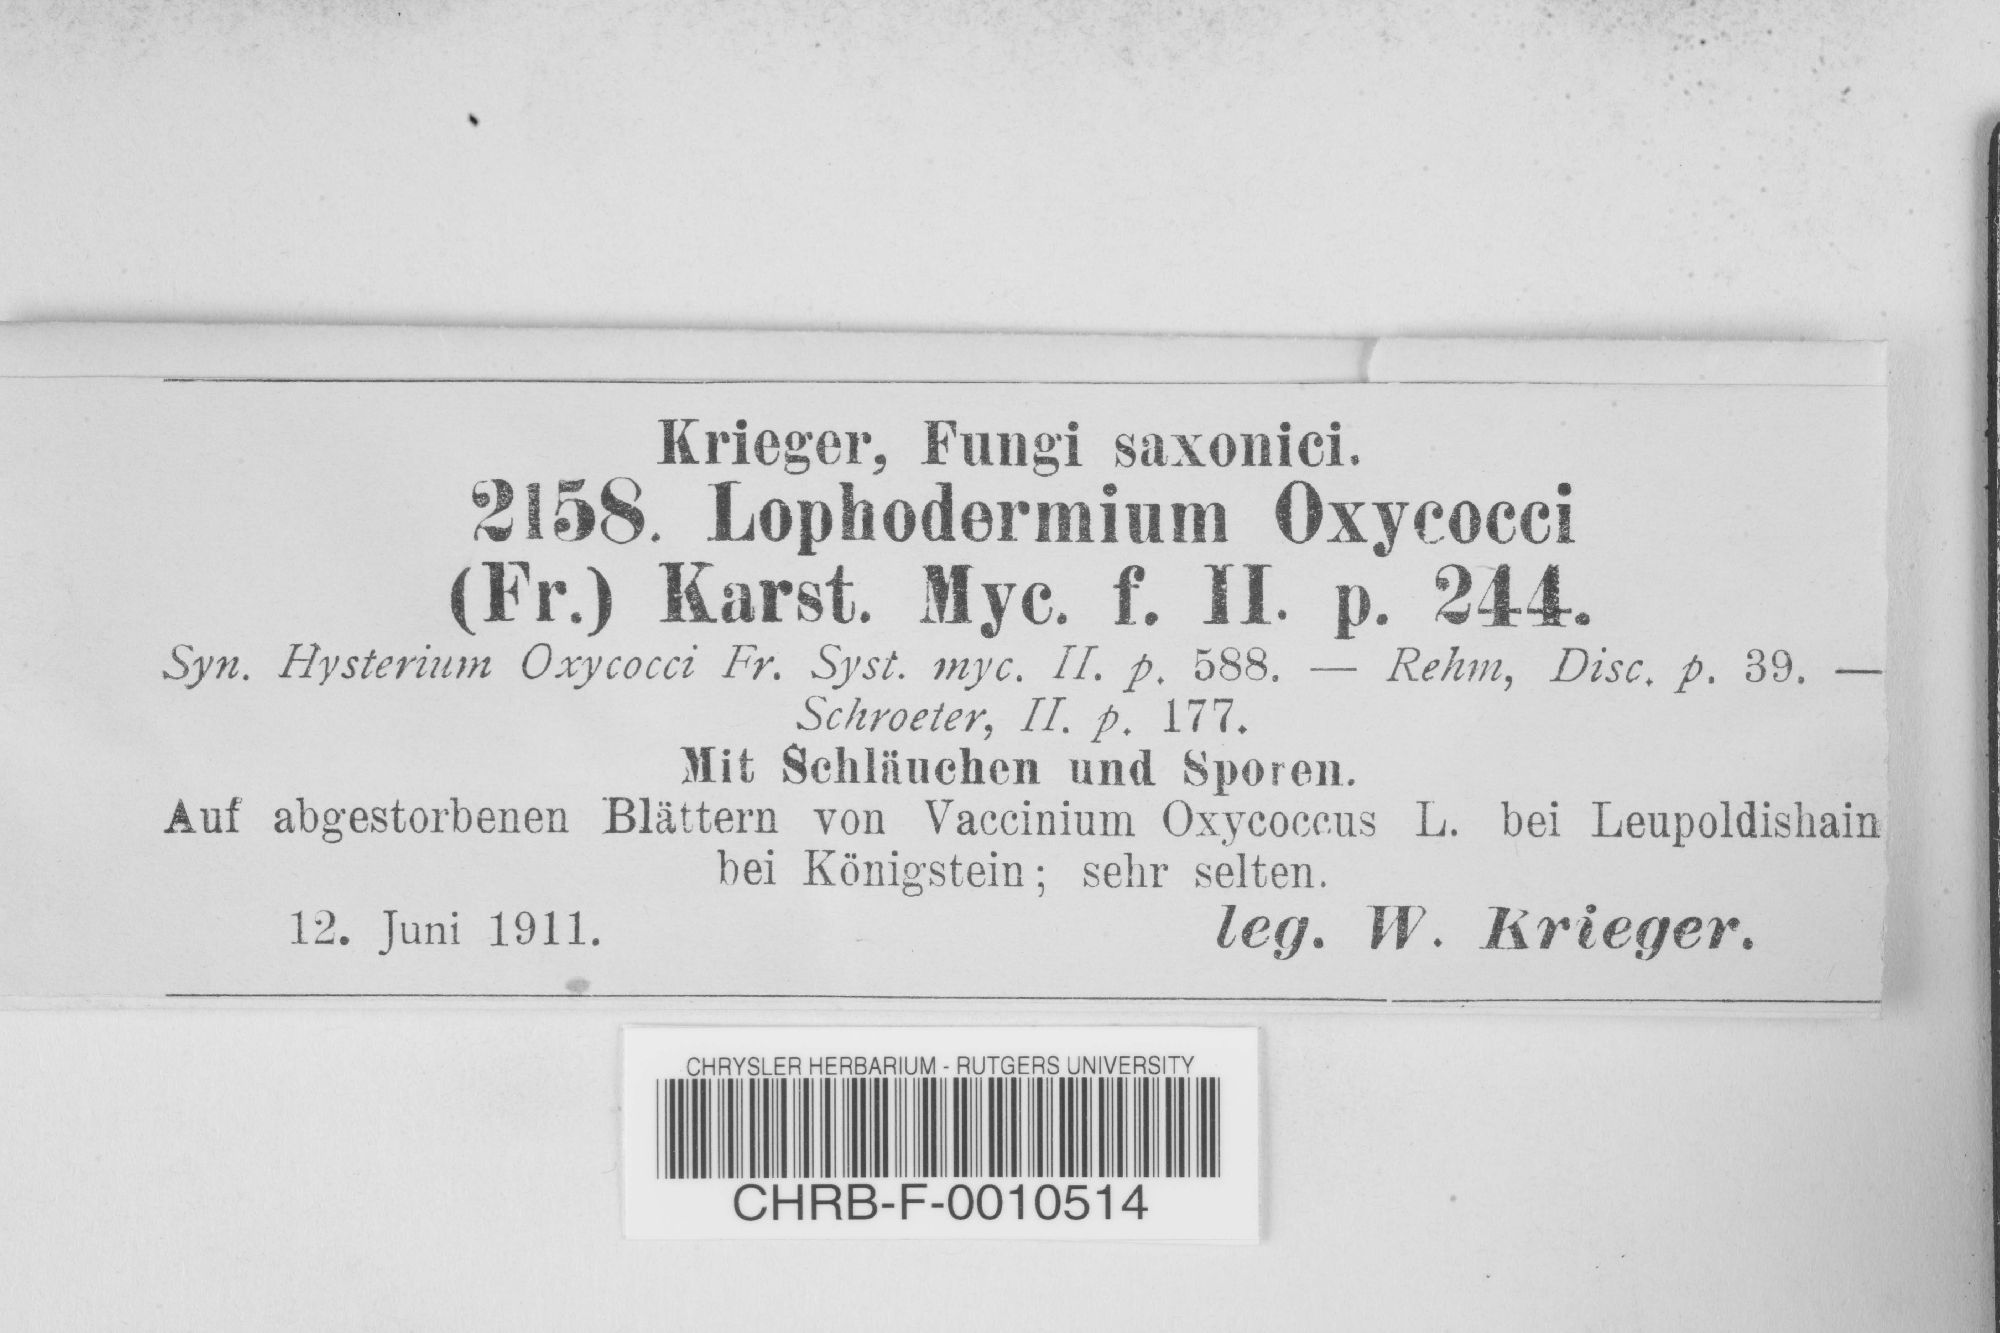 Krieger, Fungi saxonici.
2158. Lophodermium Oxycocci
(Fr.) Karst. Myc. f. II. p. 244.
Syn. Hysterium Oxycocci Fr. Syst. myc. II. p. 588. — Rehm, Disc. p. 39. —
Schroeter, II. p. 177.
Mit Schläuchen und Sporen.
Auf abgestorbenen Blättern von Vaccinium Oxycoccus L. bei Leupoldishain
bei Königstein; sehr selten.
12. Juni 1911. leg. W. Krieger.
CHRYSLER HERBARIUM - RUTGERS UNIVERSITY
CHRB-F-0010514